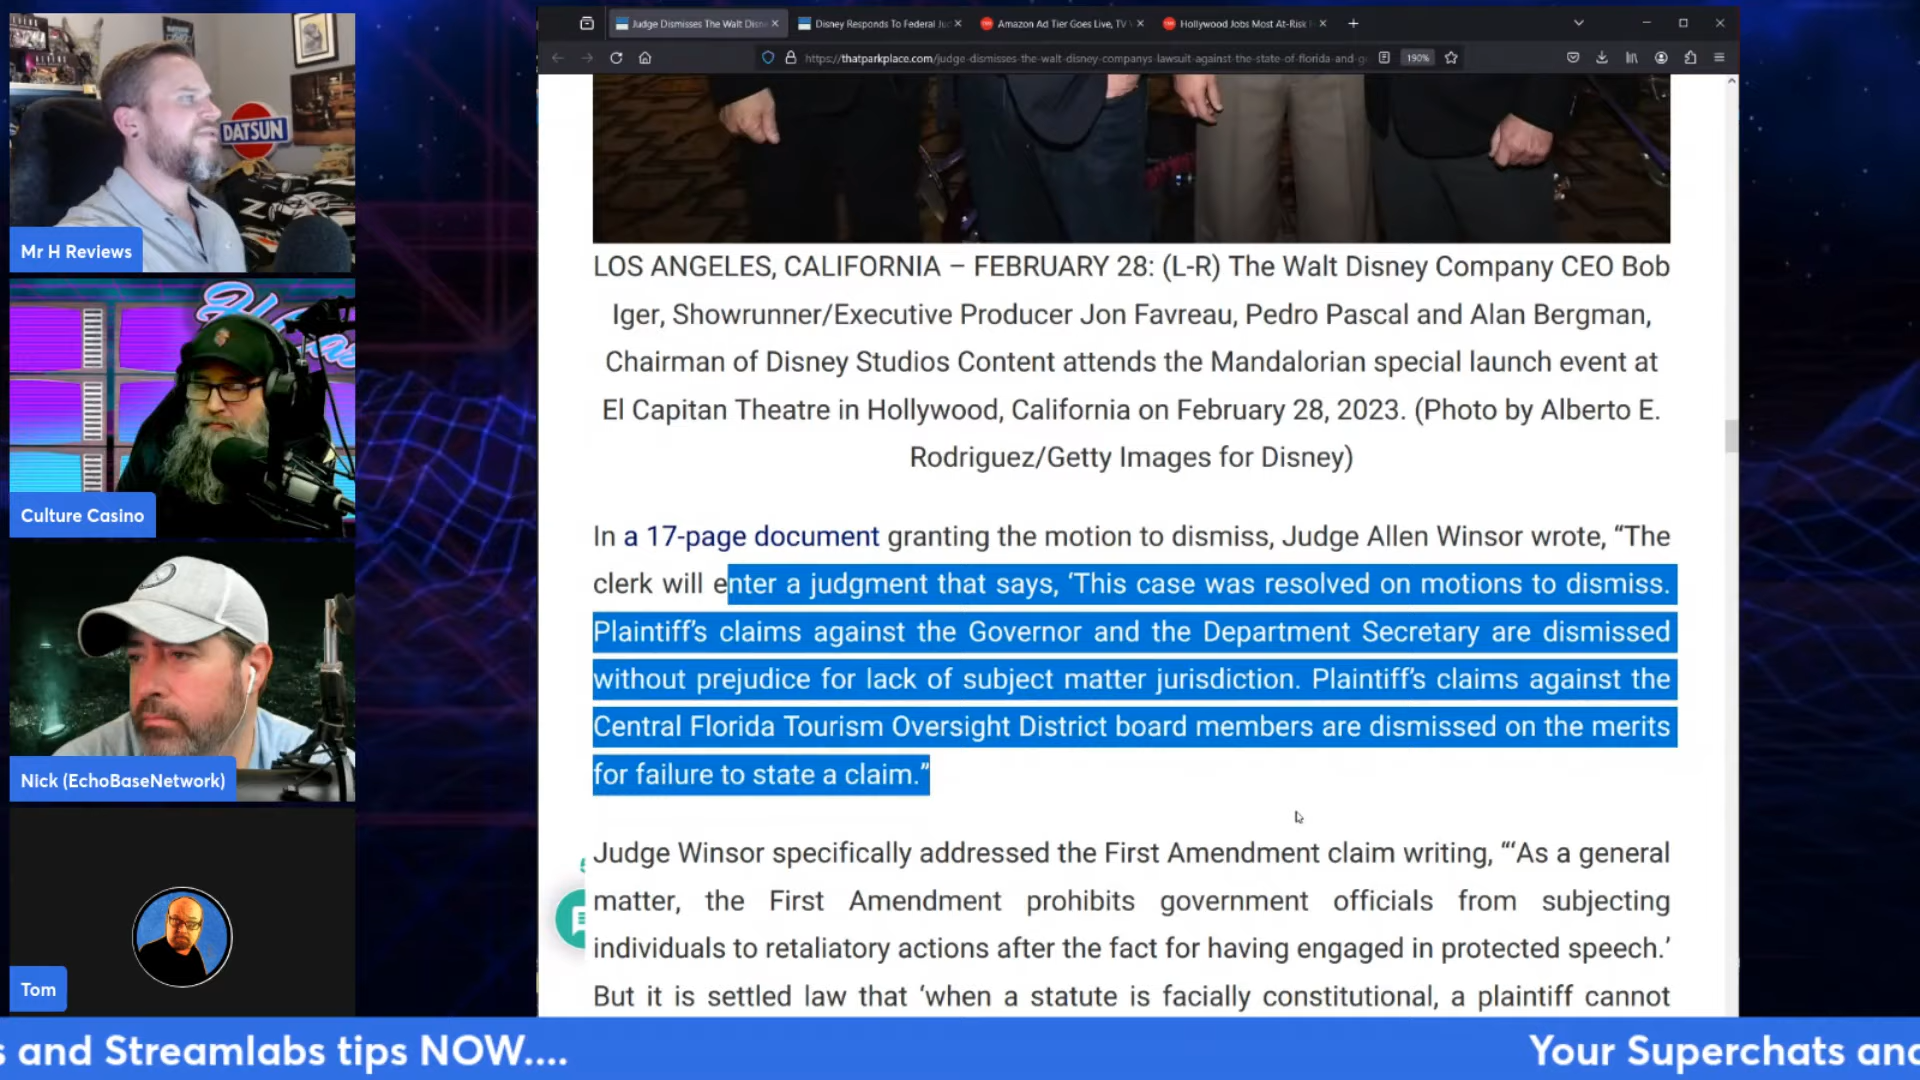 Judge Dismisses The Walt Disn
Disney Responds To Federal Ju
Amazon Ad Tier Goes Live, TV
Hollywood Jobs Most At-Risk
https://thatparkplace.com/judge-dismisses-the-walt-disney-companys-lawsuit-against-the-state-of-florida-and-g
190%
DATSUN
Mr H Reviews
Culture Casino
Nick (EchoBaseNetwork)
Tom
LOS ANGELES, CALIFORNIA – FEBRUARY 28: (L-R) The Walt Disney Company CEO Bob
Iger, Showrunner/Executive Producer Jon Favreau, Pedro Pascal and Alan Bergman,
Chairman of Disney Studios Content attends the Mandalorian special launch event at
El Capitan Theatre in Hollywood, California on February 28, 2023. (Photo by Alberto E.
Rodriguez/Getty Images for Disney)
In a 17-page document granting the motion to dismiss, Judge Allen Winsor wrote, “The
clerk will enter a judgment that says, ‘This case was resolved on motions to dismiss.
Plaintiff’s claims against the Governor and the Department Secretary are dismissed
without prejudice for lack of subject matter jurisdiction. Plaintiff’s claims against the
Central Florida Tourism Oversight District board members are dismissed on the merits
for failure to state a claim.”
Judge Winsor specifically addressed the First Amendment claim writing, “‘As a general
matter, the First Amendment prohibits government officials from subjecting
individuals to retaliatory actions after the fact for having engaged in protected speech.’
But it is settled law that ‘when a statute is facially constitutional, a plaintiff cannot
s and Streamlabs tips NOW....
Your Superchats and